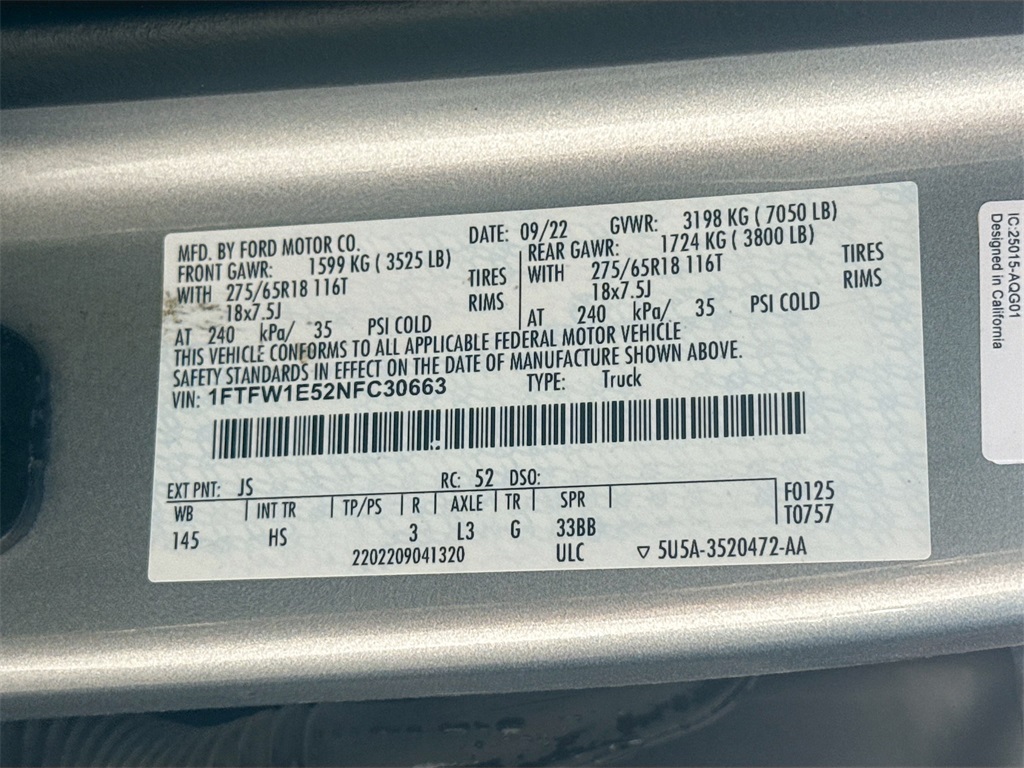 MFD. BY FORD MOTOR CO. DATE: 09/22 GVWR: 3198 KG ( 7050 LB)
FRONT GAWR: 1599 KG ( 3525 LB) REAR GAWR: 1724 KG ( 3800 LB)
WITH 275/65R18 116T TIRES WITH 275/65R18 116T TIRES
18x7.5J RIMS 18x7.5J RIMS
AT 240 kPa/ 35 PSI COLD AT 240 kPa/ 35 PSI COLD
THIS VEHICLE CONFORMS TO ALL APPLICABLE FEDERAL MOTOR VEHICLE
SAFETY STANDARDS IN EFFECT ON THE DATE OF MANUFACTURE SHOWN ABOVE.
VIN: 1FTFW1E52NFC30663 TYPE: Truck
EXT PNT: JS RC: 52 DSO:
WB INT TR TP/PS R AXLE TR SPR F0125
145 HS 3 L3 G 33BB T0757
2202209041320 ULC ▽ 5U5A-3520472-AA
IC:25015-AQG01
Designed in California